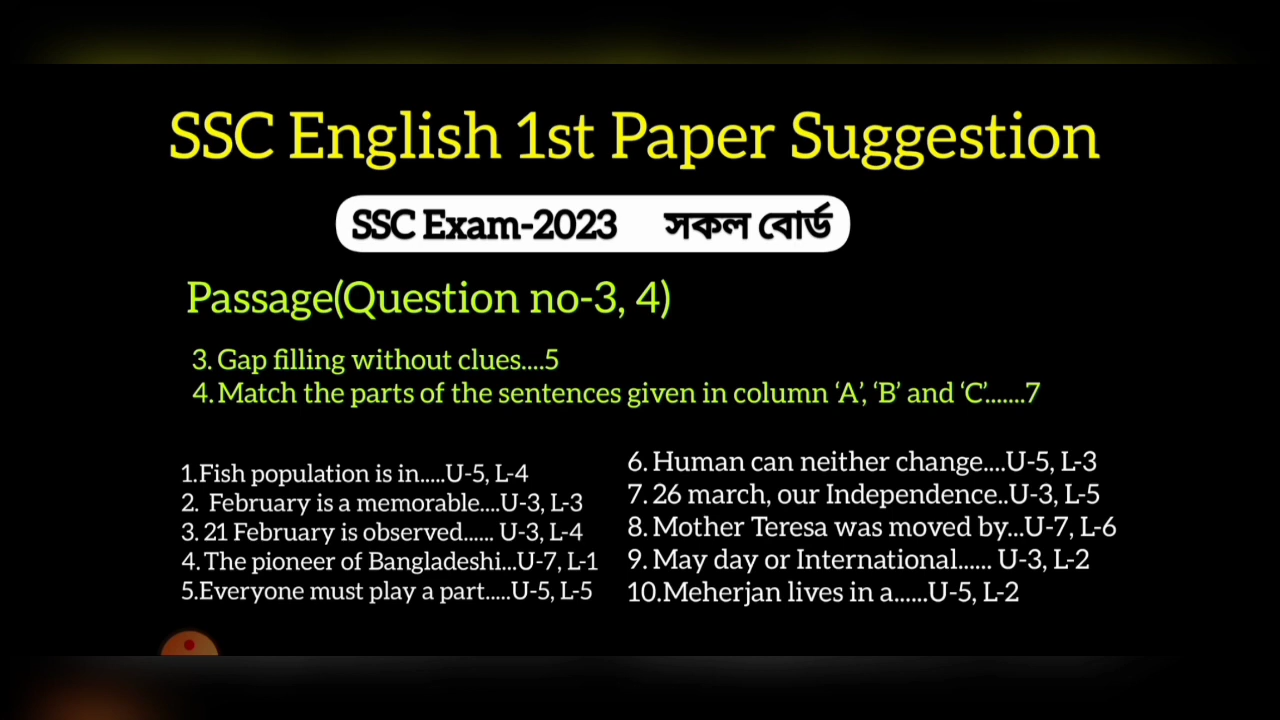 SSC English 1st Paper Suggestion
SSC Exam-2023 সকল বোর্ড
Passage(Question no-3, 4)
3. Gap filling without clues....5
4. Match the parts of the sentences given in column ‘A’, ‘B’ and ‘C’.......7
1.Fish population is in.....U-5, L-4
2. February is a memorable....U-3, L-3
3. 21 February is observed...... U-3, L-4
4. The pioneer of Bangladeshi...U-7, L-1
5.Everyone must play a part.....U-5, L-5
6. Human can neither change....U-5, L-3
7. 26 march, our Independence..U-3, L-5
8. Mother Teresa was moved by...U-7, L-6
9. May day or International...... U-3, L-2
10.Meherjan lives in a......U-5, L-2